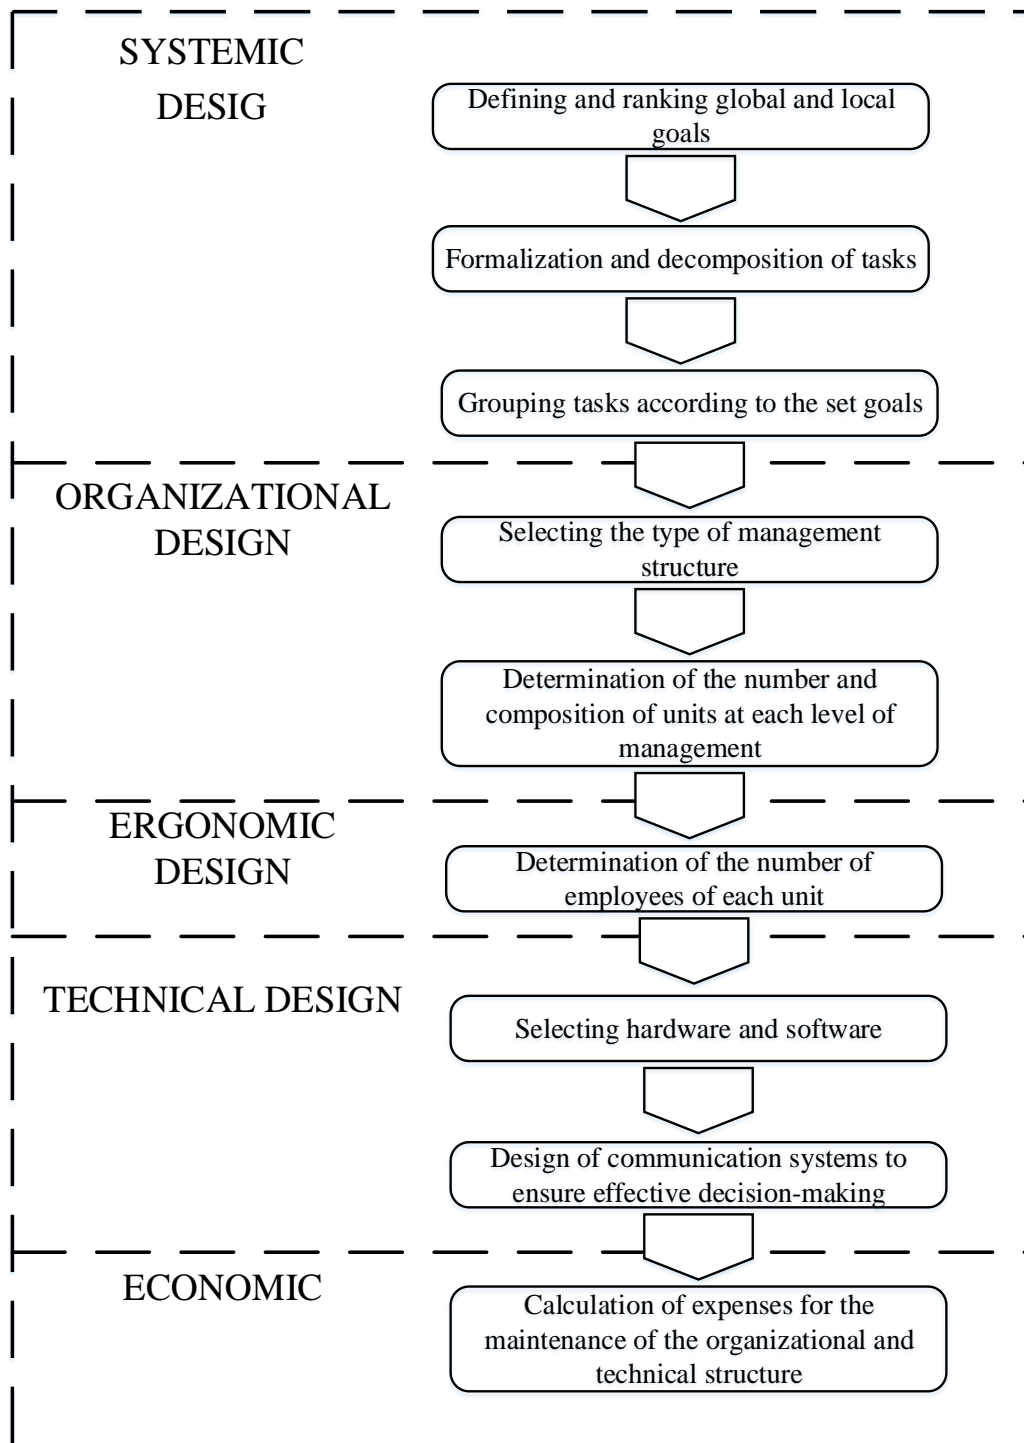 SYSTEMIC
DESIG
Defining and ranking global and local
goals
Formalization and decomposition of tasks
Grouping tasks according to the set goals
ORGANIZATIONAL
DESIGN
Selecting the type of management
structure
Determination of the number and
composition of units at each level of
management
ERGONOMIC
DESIGN
Determination of the number of
employees of each unit
TECHNICAL DESIGN
Selecting hardware and software
Design of communication systems to
ensure effective decision-making
ECONOMIC
Calculation of expenses for the
maintenance of the organizational and
technical structure